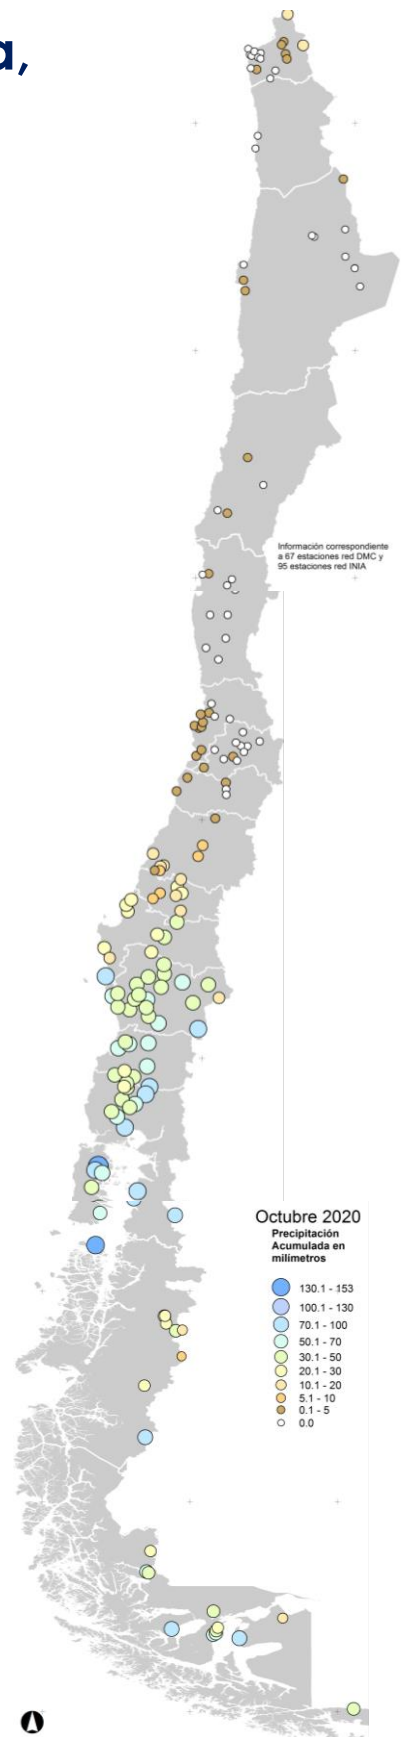 a,
Información correspondiente
a 67 estaciones red DMC y
95 estaciones red INIA
Octubre 2020
Precipitación
Acumulada en
milímetros
130.1 - 153
100.1 - 130
70.1 - 100
50.1 - 70
30.1 - 50
20.1 - 30
10.1 - 20
5.1 - 10
0.1 - 5
0.0